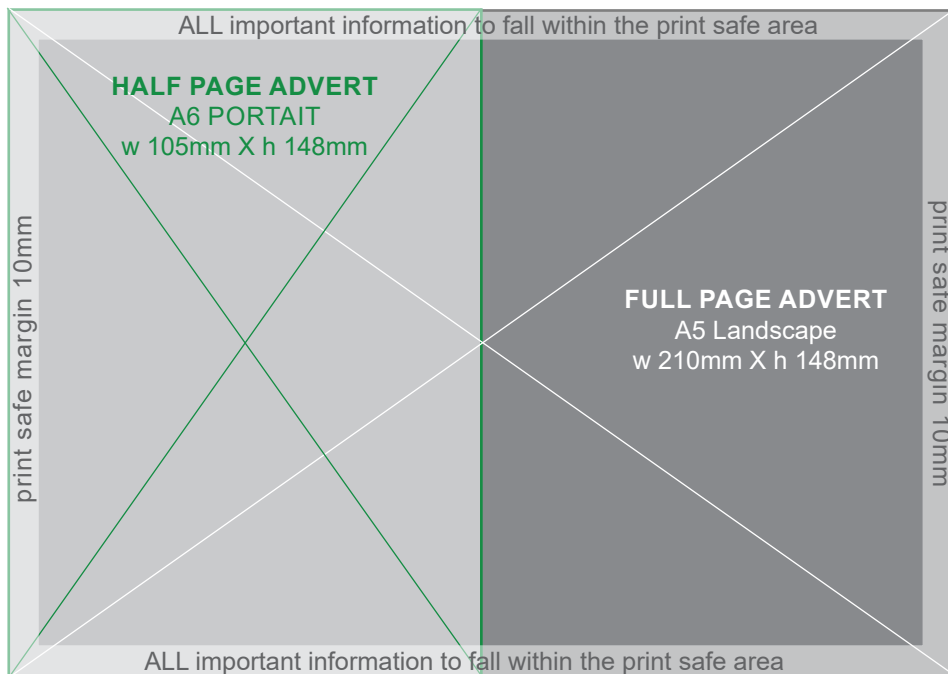 ALL important information to fall within the print safe area
HALF PAGE ADVERT
A6 PORTAIT
w 105mm X h 148mm
print safe margin 10mm
FULL PAGE ADVERT
A5 Landscape
w 210mm X h 148mm
print safe margin 10mm
ALL important information to fall within the print safe area